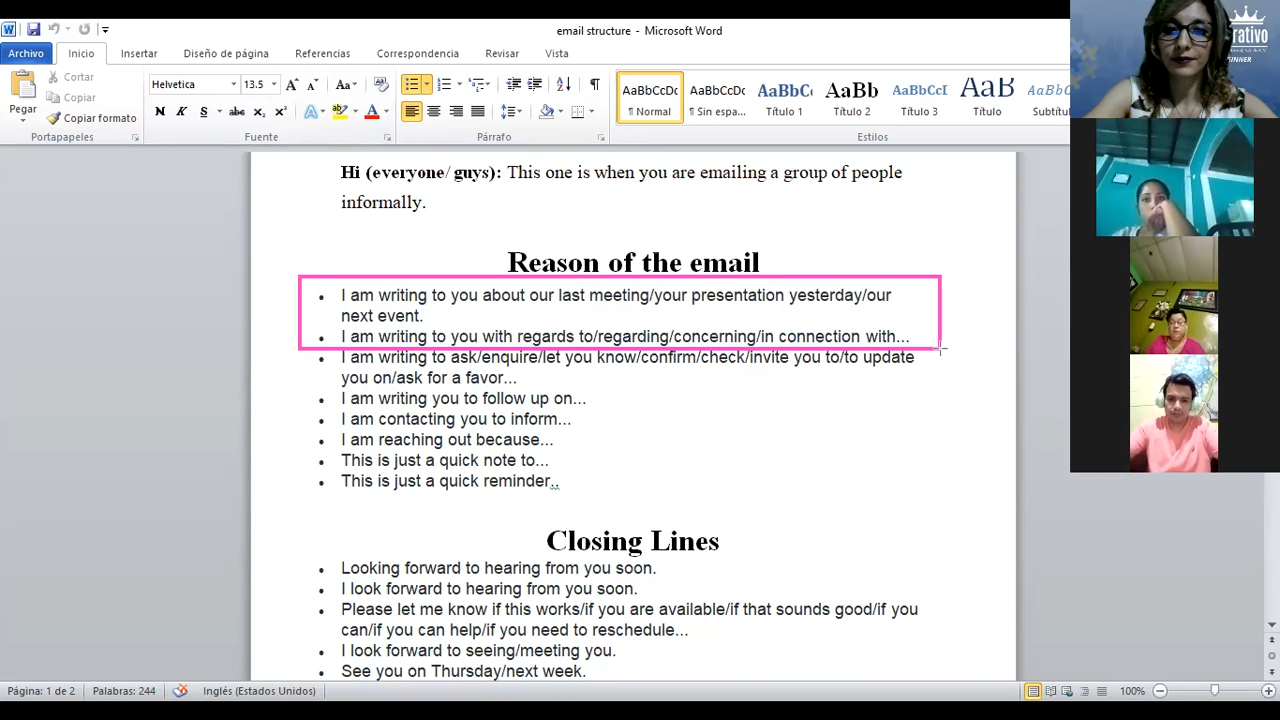 email structure - Microsoft Word
rativo
INNER
Archivo Inicio Insertar Diseño de página Referencias Correspondencia Revisar Vista
Cortar
Copiar
Copiar formato
Pegar
Portapapeles
Helvetica 13.5
N K S abc x₂ x²
Fuente
Párrafo
AaBbCcDc AaBbCcDc AaBbC AaBb AaBbCcI AaB AaBbCcI
¶ Normal ¶ Sin espa... Título 1 Título 2 Título 3 Título Subtítul
Estilos
Hi (everyone/ guys): This one is when you are emailing a group of people
informally.
Reason of the email
• I am writing to you about our last meeting/your presentation yesterday/our
next event.
• I am writing to you with regards to/regarding/concerning/in connection with...
• I am writing to ask/enquire/let you know/confirm/check/invite you to/to update
you on/ask for a favor...
• I am writing you to follow up on...
• I am contacting you to inform...
• I am reaching out because...
• This is just a quick note to...
• This is just a quick reminder..
Closing Lines
• Looking forward to hearing from you soon.
• I look forward to hearing from you soon.
• Please let me know if this works/if you are available/if that sounds good/if you
can/if you can help/if you need to reschedule...
• I look forward to seeing/meeting you.
• See you on Thursday/next week.
Página: 1 de 2 Palabras: 244 Inglés (Estados Unidos) 100%